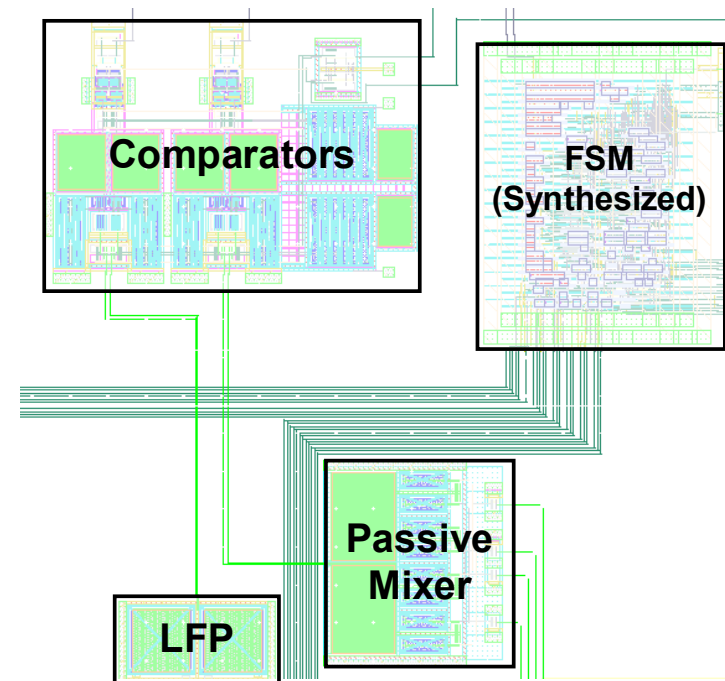 Comparators
FSM
(Synthesized)
Passive
Mixer
LFP